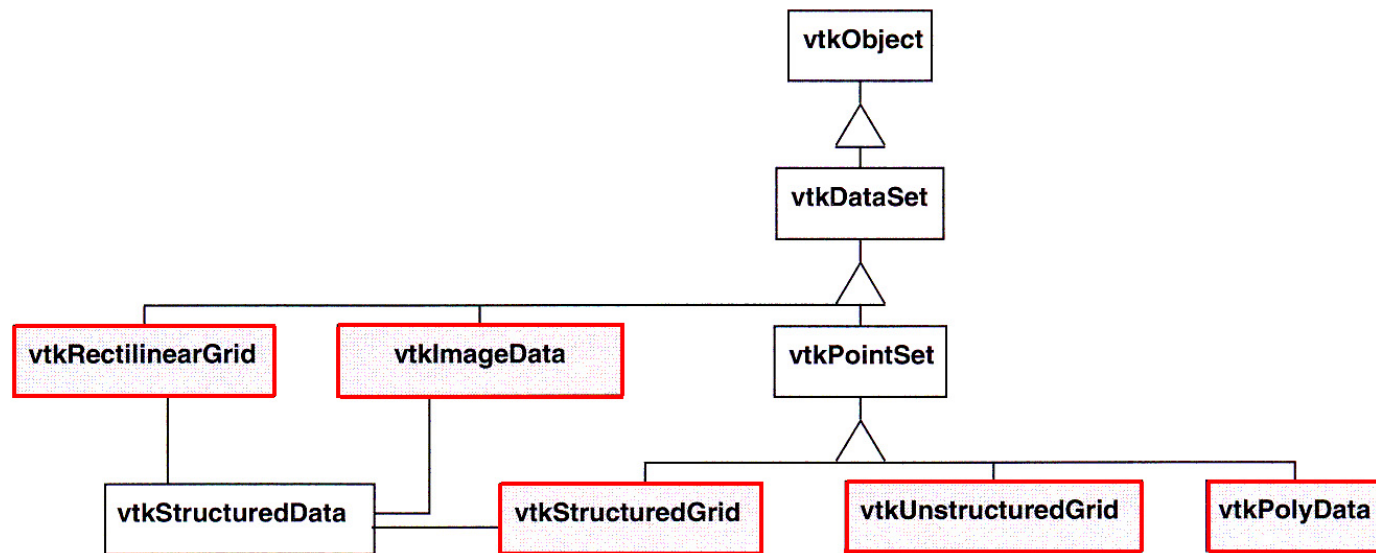 vtkObject
vtkDataSet
vtkRectilinearGrid
vtkImageData
vtkPointSet
vtkStructuredData
vtkStructuredGrid
vtkUnstructuredGrid
vtkPolyData